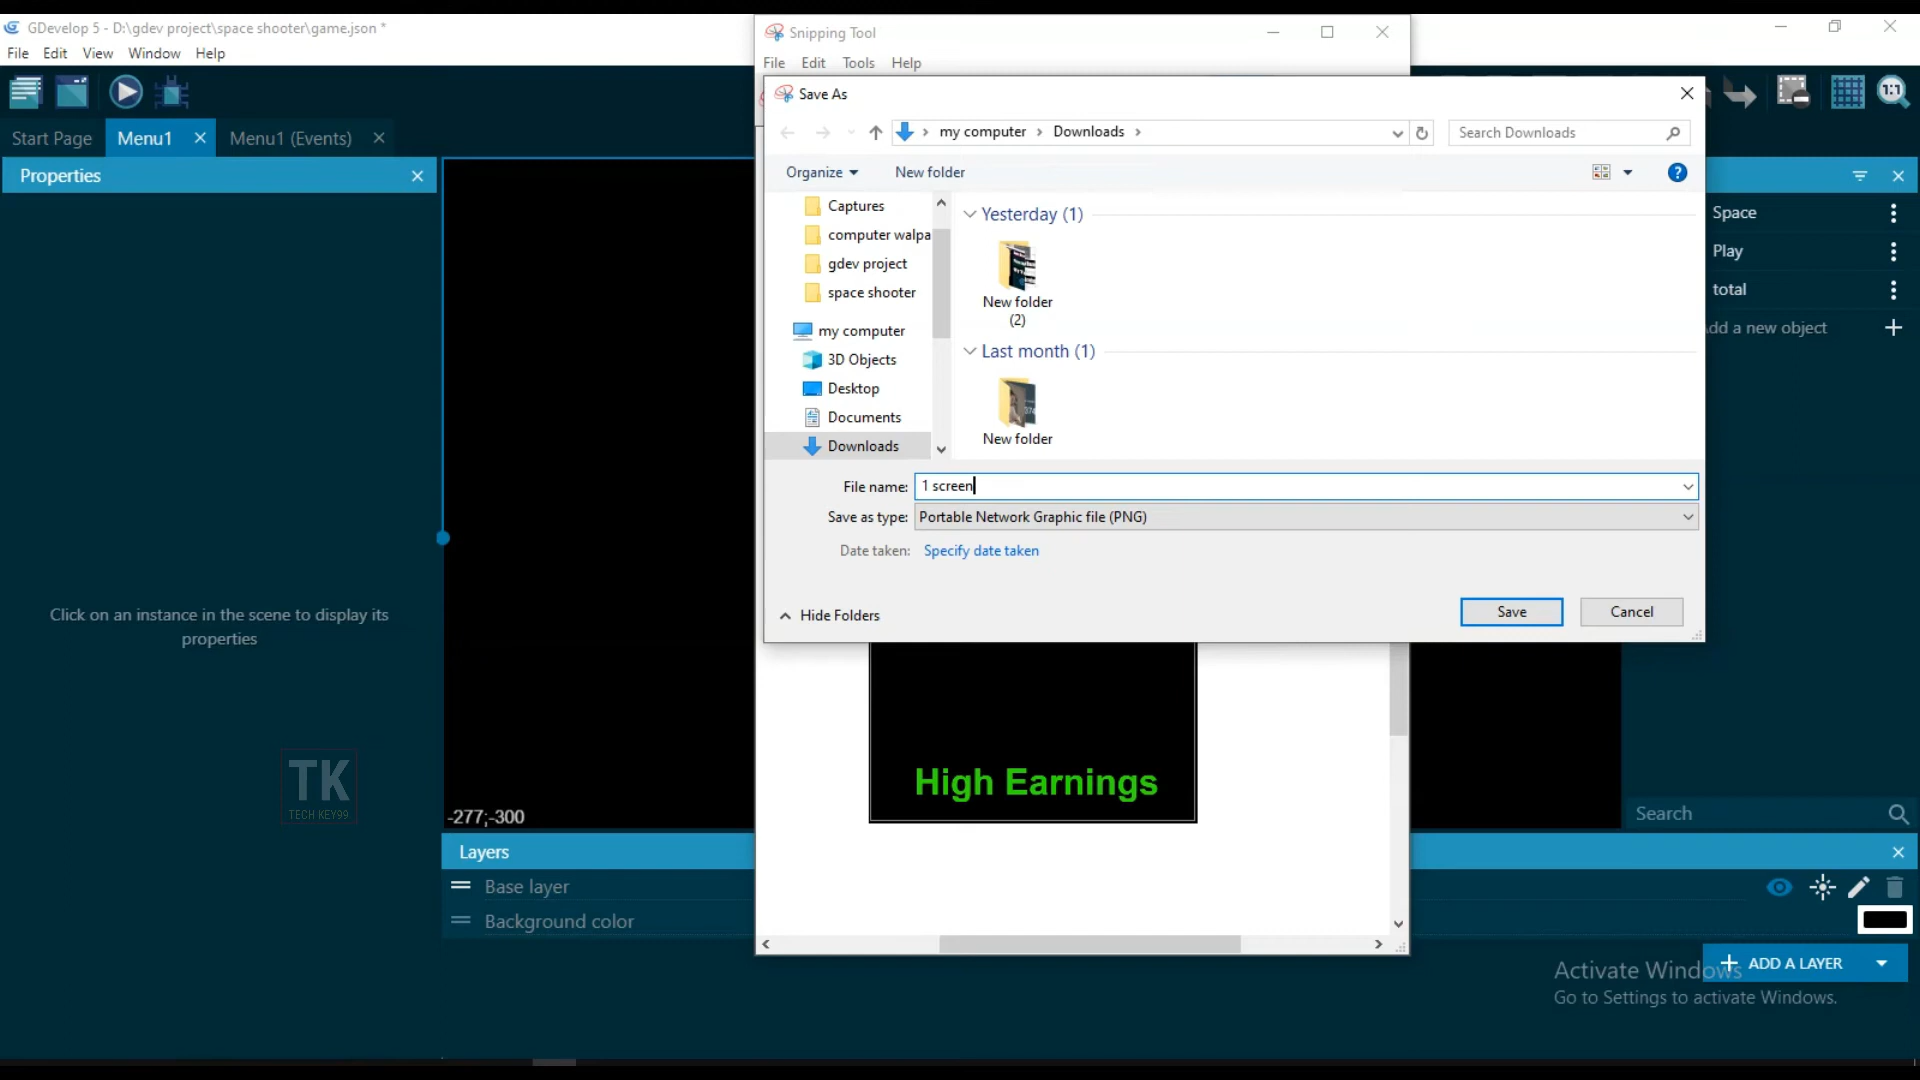 GDevelop 5 - D:\gdev project\space shooter\game.json *
File Edit View Window Help
Start Page
Menu1
Menu1 (Events)
Properties
Click on an instance in the scene to display its
properties
TK
TECH KEY99
-277;-300
Layers
Base layer
Background color
Snipping Tool
File Edit Tools Help
Save As
my computer
Downloads
Search Downloads
Organize
New folder
Captures
computer walpa
gdev project
space shooter
my computer
3D Objects
Desktop
Documents
Downloads
Yesterday (1)
New folder
(2)
Last month (1)
New folder
File name: 1 screen
Save as type: Portable Network Graphic file (PNG)
Date taken: Specify date taken
Hide Folders
Save
Cancel
High Earnings
1:1
Space
Play
total
dd a new object
Search
ADD A LAYER
Activate Windows
Go to Settings to activate Windows.